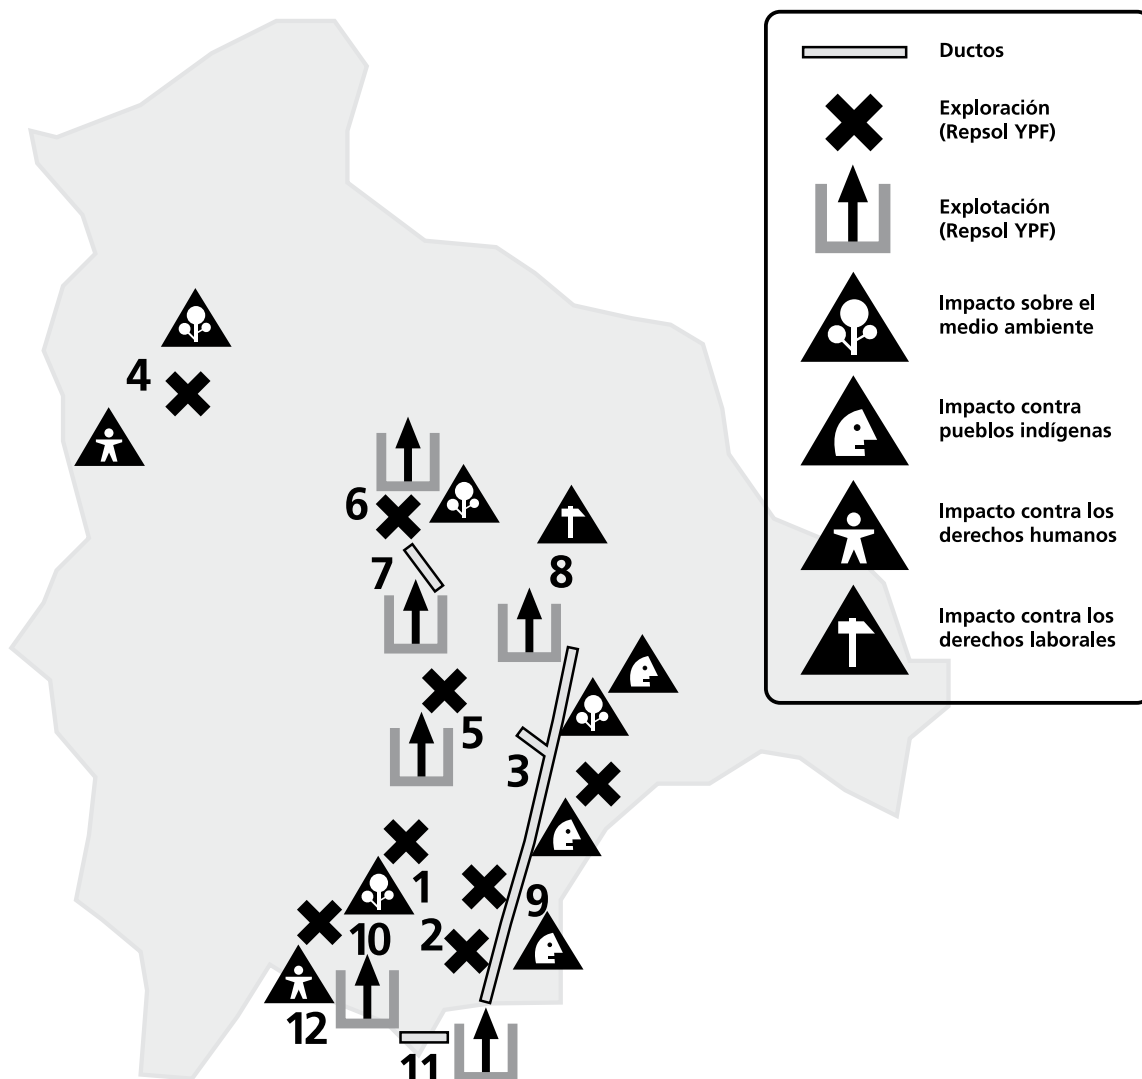 Ductos
Exploración
(Repsol YPF)
Explotación
(Repsol YPF)
Impacto sobre el
medio ambiente
Impacto contra
pueblos indígenas
Impacto contra los
derechos humanos
Impacto contra los
derechos laborales
4
6
7
8
5
3
1
9
2
10
12
11